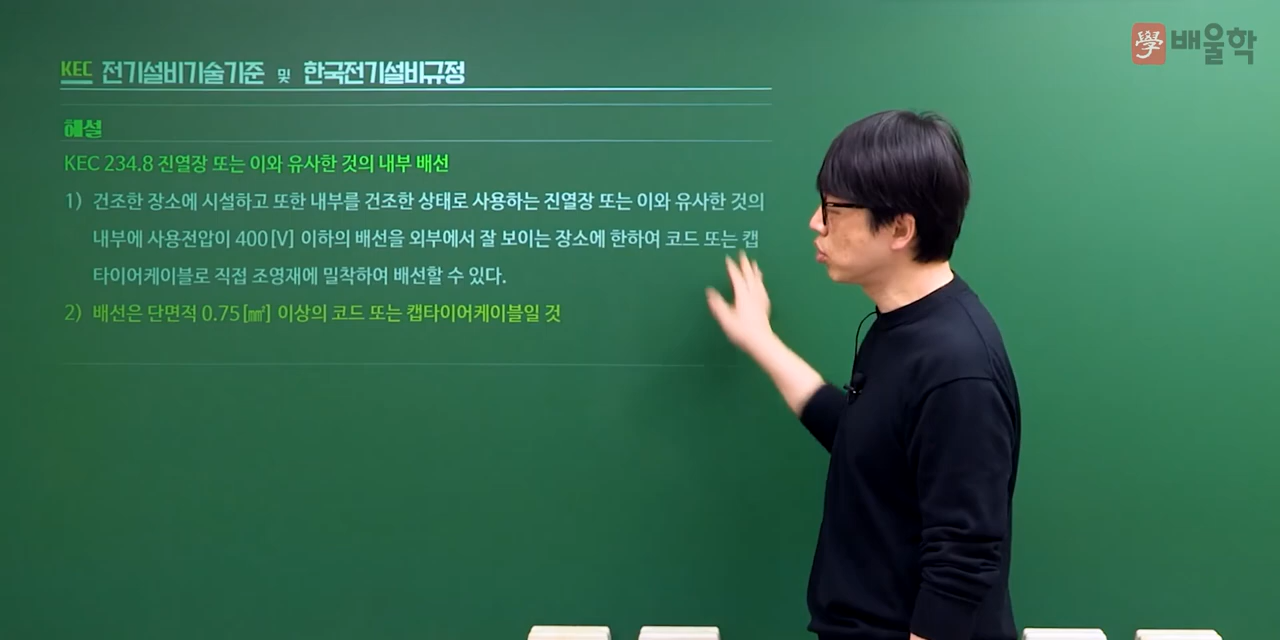 學 배울학
KEC 전기설비기술기준 및 한국전기설비규정
해설
KEC 234.8 진열장 또는 이와 유사한 것의 내부 배선
1) 건조한 장소에 시설하고 또한 내부를 건조한 상태로 사용하는 진열장 또는 이와 유사한 것의
내부에 사용전압이 400[V] 이하의 배선을 외부에서 잘 보이는 장소에 한하여 코드 또는 캡
타이어케이블로 직접 조영재에 밀착하여 배선할 수 있다.
2) 배선은 단면적 0.75[㎟] 이상의 코드 또는 캡타이어케이블일 것